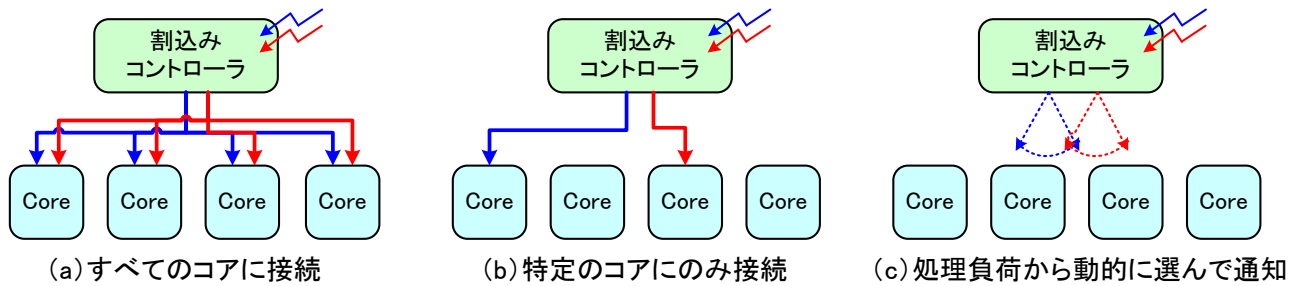 割込み
コントローラ
割込み
コントローラ
割込み
コントローラ
Core Core Core Core
Core Core Core Core
Core Core Core Core
(a)すべてのコアに接続
(b)特定のコアにのみ接続
(c)処理負荷から動的に選んで通知